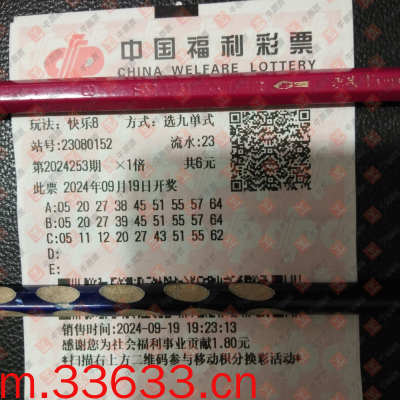 中国福利彩票
CHINA WELFARE LOTTERY
玩法：快乐8 方式：选九单式
站号：23080152 流水：23
第2024253期 ×1倍 共6元
此票 2024年09月19日开奖
A:05 20 27 38 45 51 55 57 64
B:05 20 27 39 45 51 55 57 64
C:05 11 12 20 27 43 51 55 62
D:
E:
销售时间:2024-09-19 19:23:13
感谢您为社会福利事业贡献1.80元
*扫描右上方二维码参与移动积分换彩活动*
m.33633.cn